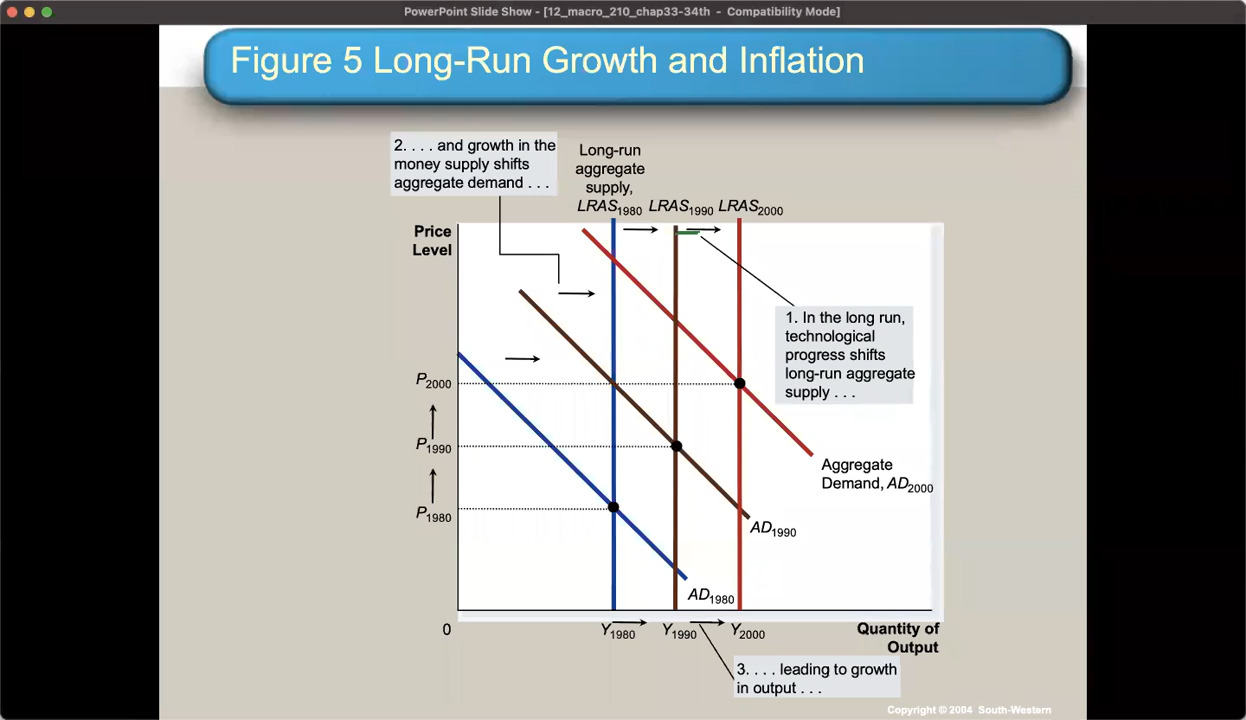 PowerPoint Slide Show - [12_macro_210_chap33-34th - Compatibility Mode]
Figure 5 Long-Run Growth and Inflation
2. . . . and growth in the
money supply shifts
aggregate demand . . .
Long-run
aggregate
supply,
LRAS1980 LRAS1990 LRAS2000
Price
Level
1. In the long run,
technological
progress shifts
long-run aggregate
supply . . .
P2000
P1990
P1980
Aggregate
Demand, AD2000
AD1990
AD1980
0
Y1980 Y1990 Y2000
Quantity of
Output
3. . . . leading to growth
in output . . .
Copyright © 2004 South-Western